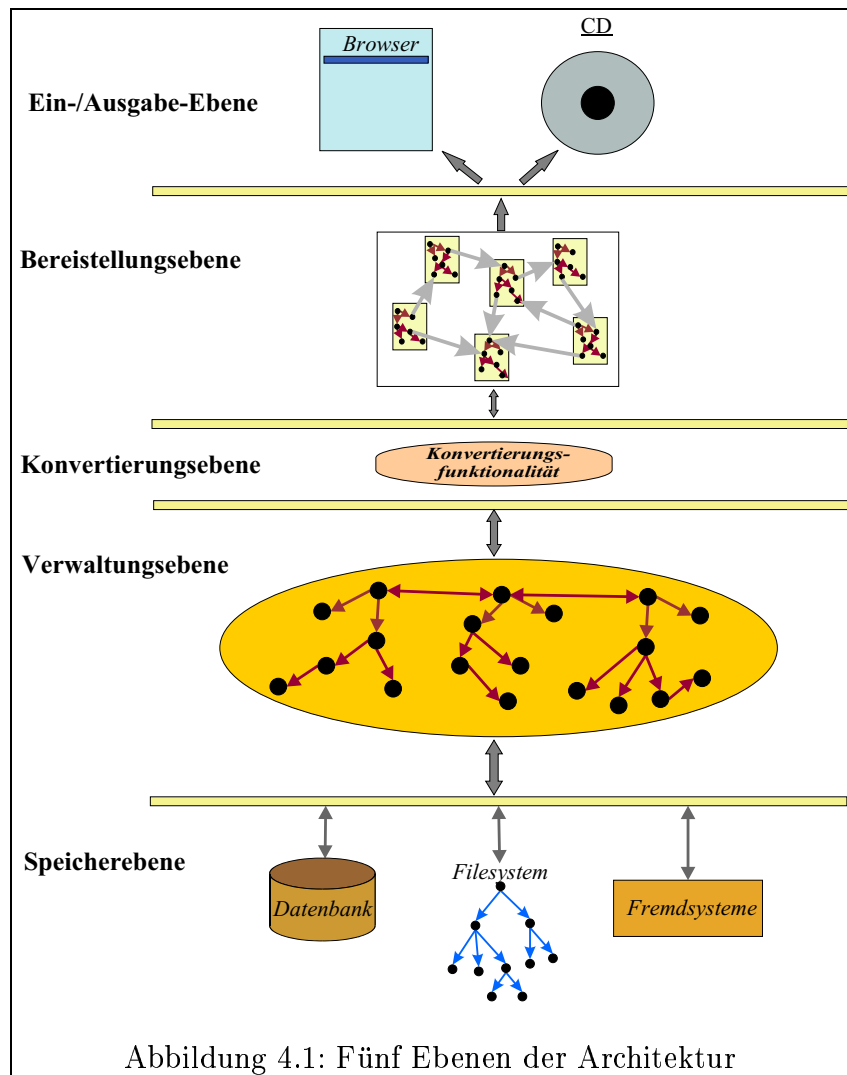 Browser
CD
Ein-/Ausgabe-Ebene
Bereistellungsebene
Konvertierungsebene
Konvertierungs-
funktionalität
Verwaltungsebene
Speicherebene
Datenbank
Filesystem
Fremdsysteme
Abbildung 4.1: Fünf Ebenen der Architektur